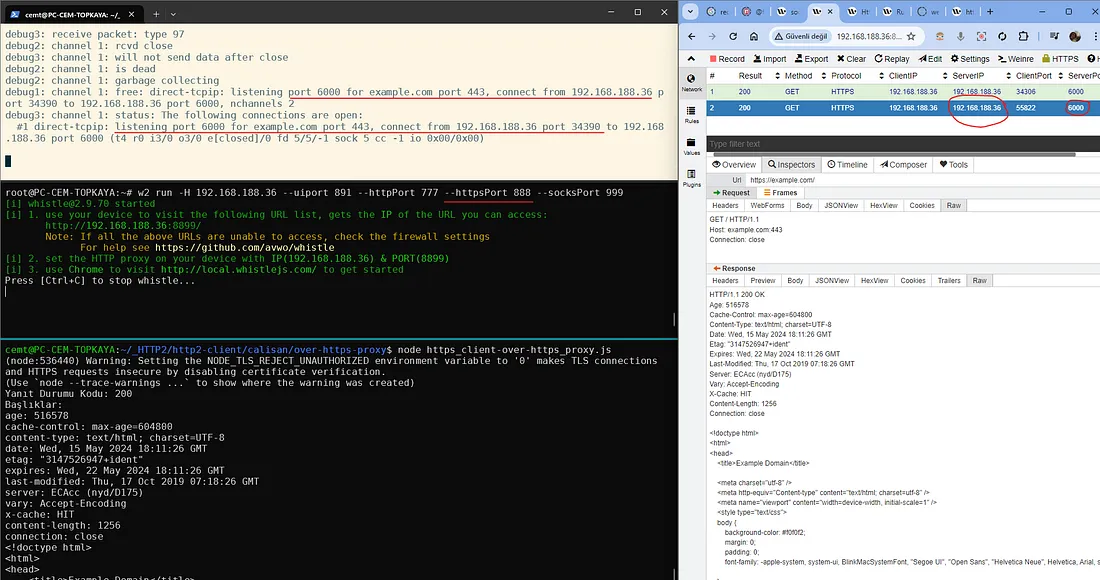 cemt@PC-CEM-TOPKAYA: ~/_
debug3: receive packet: type 97
debug2: channel 1: rcvd close
debug3: channel 1: will not send data after close
debug2: channel 1: is dead
debug2: channel 1: garbage collecting
debug1: channel 1: free: direct-tcpip: listening port 6000 for example.com port 443, connect from 192.168.188.36 p
ort 34390 to 192.168.188.36 port 6000, nchannels 2
debug3: channel 1: status: The following connections are open:
#1 direct-tcpip: listening port 6000 for example.com port 443, connect from 192.168.188.36 port 34390 to 192.168
.188.36 port 6000 (t4 r0 i3/0 o3/0 e[closed]/0 fd 5/5/-1 sock 5 cc -1 io 0x00/0x00)
root@PC-CEM-TOPKAYA:~# w2 run -H 192.168.188.36 --uiport 891 --httpPort 777 --httpsPort 888 --socksPort 999
[i] whistle@2.9.70 started
[i] 1. use your device to visit the following URL list, gets the IP of the URL you can access:
http://192.168.188.36:8899/
Note: If all the above URLs are unable to access, check the firewall settings
For help see https://github.com/avwo/whistle
[i] 2. set the HTTP proxy on your device with IP(192.168.188.36) & PORT(8899)
[i] 3. use Chrome to visit http://local.whistlejs.com/ to get started
Press [Ctrl+C] to stop whistle...
cemt@PC-CEM-TOPKAYA:~/_HTTP2/http2-client/calisan/over-https-proxy$ node https_client-over-https_proxy.js
(node:536440) Warning: Setting the NODE_TLS_REJECT_UNAUTHORIZED environment variable to '0' makes TLS connections
and HTTPS requests insecure by disabling certificate verification.
(Use `node --trace-warnings ...` to show where the warning was created)
Yanıt Durumu Kodu: 200
Başlıklar:
age: 516578
cache-control: max-age=604800
content-type: text/html; charset=UTF-8
date: Wed, 15 May 2024 18:11:26 GMT
etag: "3147526947+ident"
expires: Wed, 22 May 2024 18:11:26 GMT
last-modified: Thu, 17 Oct 2019 07:18:26 GMT
server: ECAcc (nyd/D175)
vary: Accept-Encoding
x-cache: HIT
content-length: 1256
connection: close
<!doctype html>
<html>
<head>
<title>Example Domain</title>
Güvenli değil 192.168.188.36:8...
Record Import Export Clear Replay Edit Settings Weinre HTTPS
Network
Rules
Values
Plugins
# Result Method Protocol ClientIP ServerIP ClientPort ServerPo
1 200 GET HTTPS 192.168.188.36 192.168.188.36 34306 6000
2 200 GET HTTPS 192.168.188.36 192.168.188.36 55822 6000
Type filter text
Overview Inspectors Timeline Composer Tools
Url https://example.com/
Request Frames
Headers WebForms Body JSONView HexView Cookies Raw
GET / HTTP/1.1
Host: example.com:443
Connection: close
Response
Headers Preview Body JSONView HexView Cookies Trailers Raw
HTTP/1.1 200 OK
Age: 516578
Cache-Control: max-age=604800
Content-Type: text/html; charset=UTF-8
Date: Wed, 15 May 2024 18:11:26 GMT
Etag: "3147526947+ident"
Expires: Wed, 22 May 2024 18:11:26 GMT
Last-Modified: Thu, 17 Oct 2019 07:18:26 GMT
Server: ECAcc (nyd/D175)
Vary: Accept-Encoding
X-Cache: HIT
Content-Length: 1256
Connection: close
<!doctype html>
<html>
<head>
<title>Example Domain</title>
<meta charset="utf-8" />
<meta http-equiv="Content-type" content="text/html; charset=utf-8" />
<meta name="viewport" content="width=device-width, initial-scale=1" />
<style type="text/css">
body {
background-color: #f0f0f2;
margin: 0;
padding: 0;
font-family: -apple-system, system-ui, BlinkMacSystemFont, "Segoe UI", "Open Sans", "Helvetica Neue", Helvetica, Arial, s